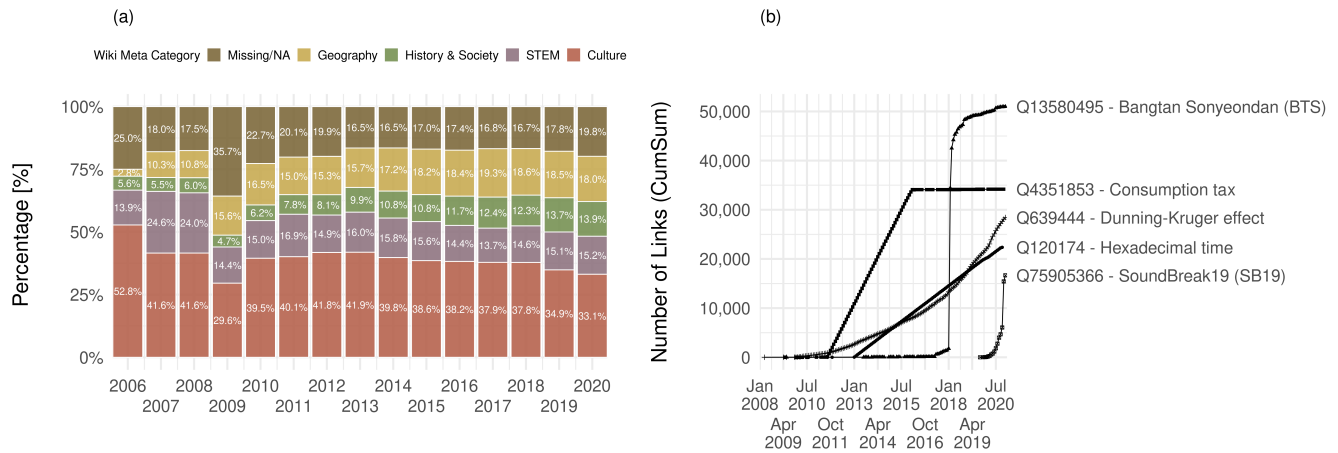 (a)
Wiki Meta Category Missing/NA Geography History & Society STEM Culture
Percentage [%]
100%
75%
50%
25%
0%
25.0% 2.8% 5.6% 13.9% 52.8%
18.0% 10.3% 5.5% 24.6% 41.6%
17.5% 10.8% 6.0% 24.0% 41.6%
35.7% 15.6% 4.7% 14.4% 29.6%
22.7% 16.5% 6.2% 15.0% 39.5%
20.1% 15.0% 7.8% 16.9% 40.1%
19.9% 15.3% 8.1% 14.9% 41.8%
16.5% 15.7% 9.9% 16.0% 41.9%
16.5% 17.2% 10.8% 15.8% 39.8%
17.0% 18.2% 10.8% 15.6% 38.6%
17.4% 18.4% 11.7% 14.4% 38.2%
16.8% 19.3% 12.4% 13.7% 37.9%
16.7% 18.6% 12.3% 14.6% 37.8%
17.8% 18.5% 13.7% 15.1% 34.9%
19.8% 18.0% 13.9% 15.2% 33.1%
2006 2008 2010 2012 2014 2016 2018 2020
2007 2009 2011 2013 2015 2017 2019
(b)
Number of Links (CumSum)
50,000
40,000
30,000
20,000
10,000
0
Q13580495 - Bangtan Sonyeondan (BTS)
Q4351853 - Consumption tax
Q639444 - Dunning-Kruger effect
Q120174 - Hexadecimal time
Q75905366 - SoundBreak19 (SB19)
Jan Jul Jan Jul Jan Jul
2008 2010 2013 2015 2018 2020
Apr Oct Apr Oct Apr
2009 2011 2014 2016 2019